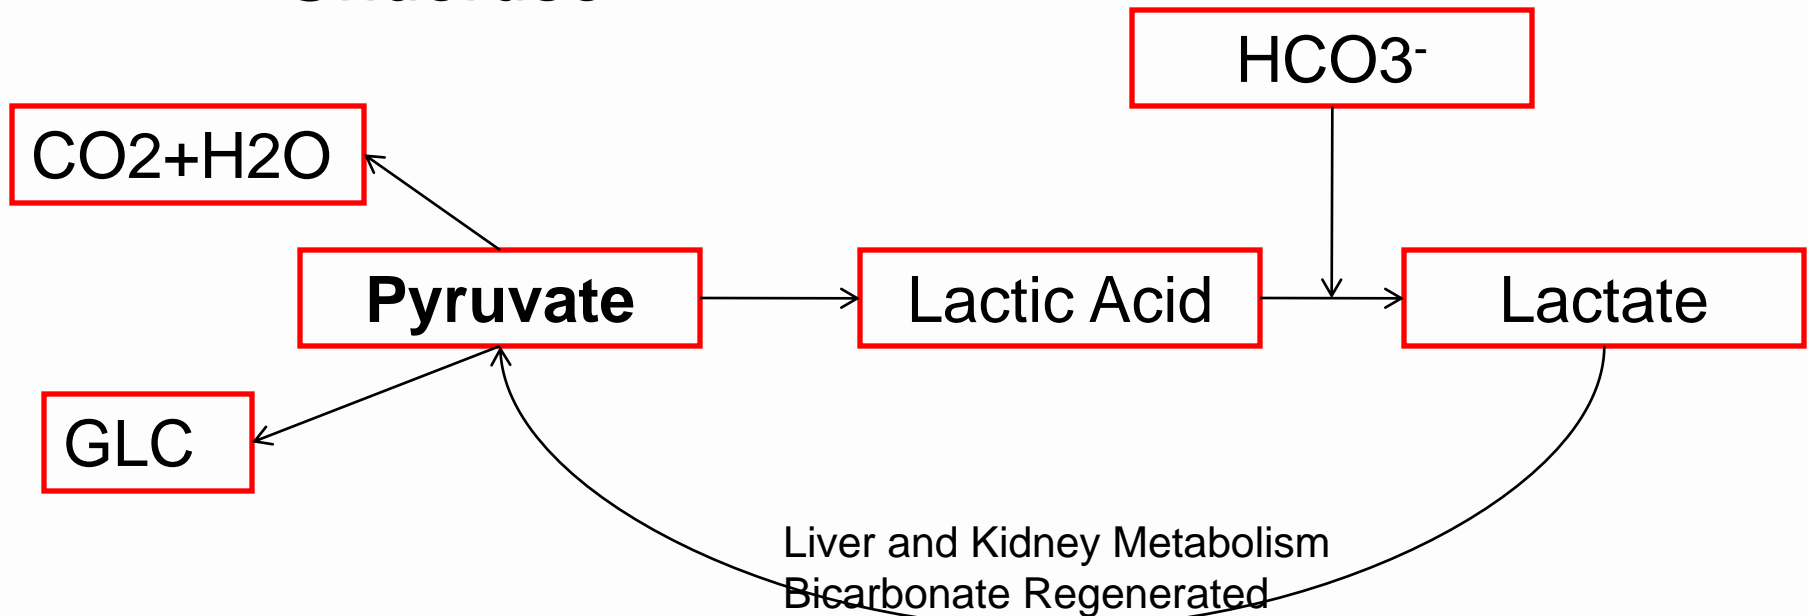 HCO3-
CO2+H2O
Pyruvate
Lactic Acid
Lactate
GLC
Liver and Kidney Metabolism
Bicarbonate Regenerated